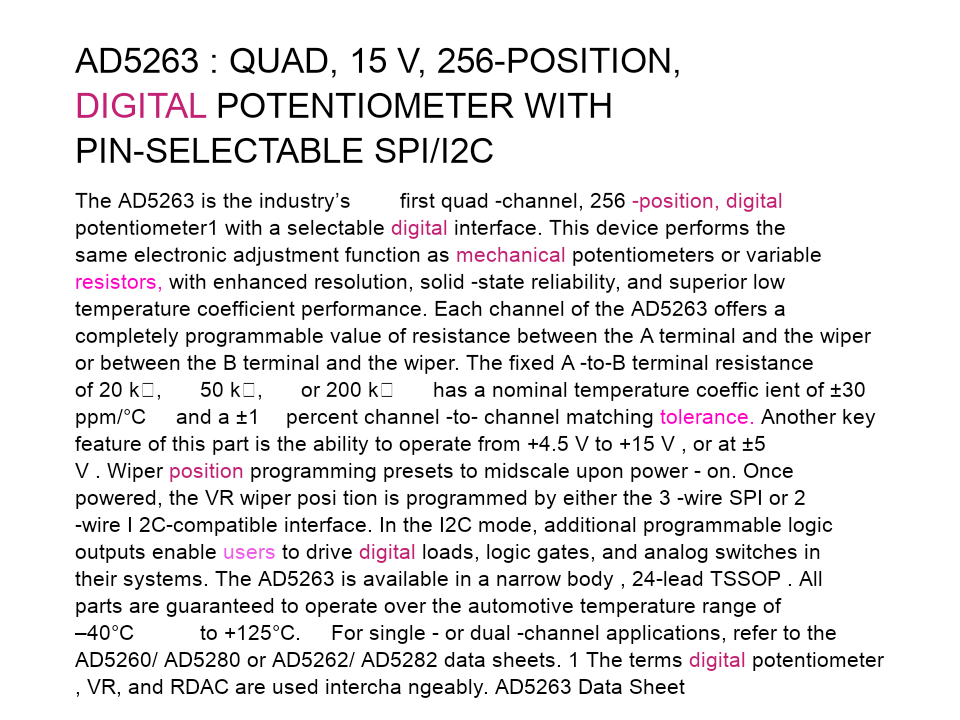 AD5263 : QUAD, 15 V, 256-POSITION,
DIGITAL POTENTIOMETER WITH
PIN-SELECTABLE SPI/I2C
The AD5263 is the industry’s first quad -channel, 256 -position, digital
potentiometer1 with a selectable digital interface. This device performs the
same electronic adjustment function as mechanical potentiometers or variable
resistors, with enhanced resolution, solid -state reliability, and superior low
temperature coefficient performance. Each channel of the AD5263 offers a
completely programmable value of resistance between the A terminal and the wiper
or between the B terminal and the wiper. The fixed A -to-B terminal resistance
of 20 k□, 50 k□, or 200 k□ has a nominal temperature coeffic ient of ±30
ppm/°C and a ±1 percent channel -to- channel matching tolerance. Another key
feature of this part is the ability to operate from +4.5 V to +15 V , or at ±5
V . Wiper position programming presets to midscale upon power - on. Once
powered, the VR wiper posi tion is programmed by either the 3 -wire SPI or 2
-wire I 2C-compatible interface. In the I2C mode, additional programmable logic
outputs enable users to drive digital loads, logic gates, and analog switches in
their systems. The AD5263 is available in a narrow body , 24-lead TSSOP . All
parts are guaranteed to operate over the automotive temperature range of
–40°C to +125°C. For single - or dual -channel applications, refer to the
AD5260/ AD5280 or AD5262/ AD5282 data sheets. 1 The terms digital potentiometer
, VR, and RDAC are used intercha ngeably. AD5263 Data Sheet